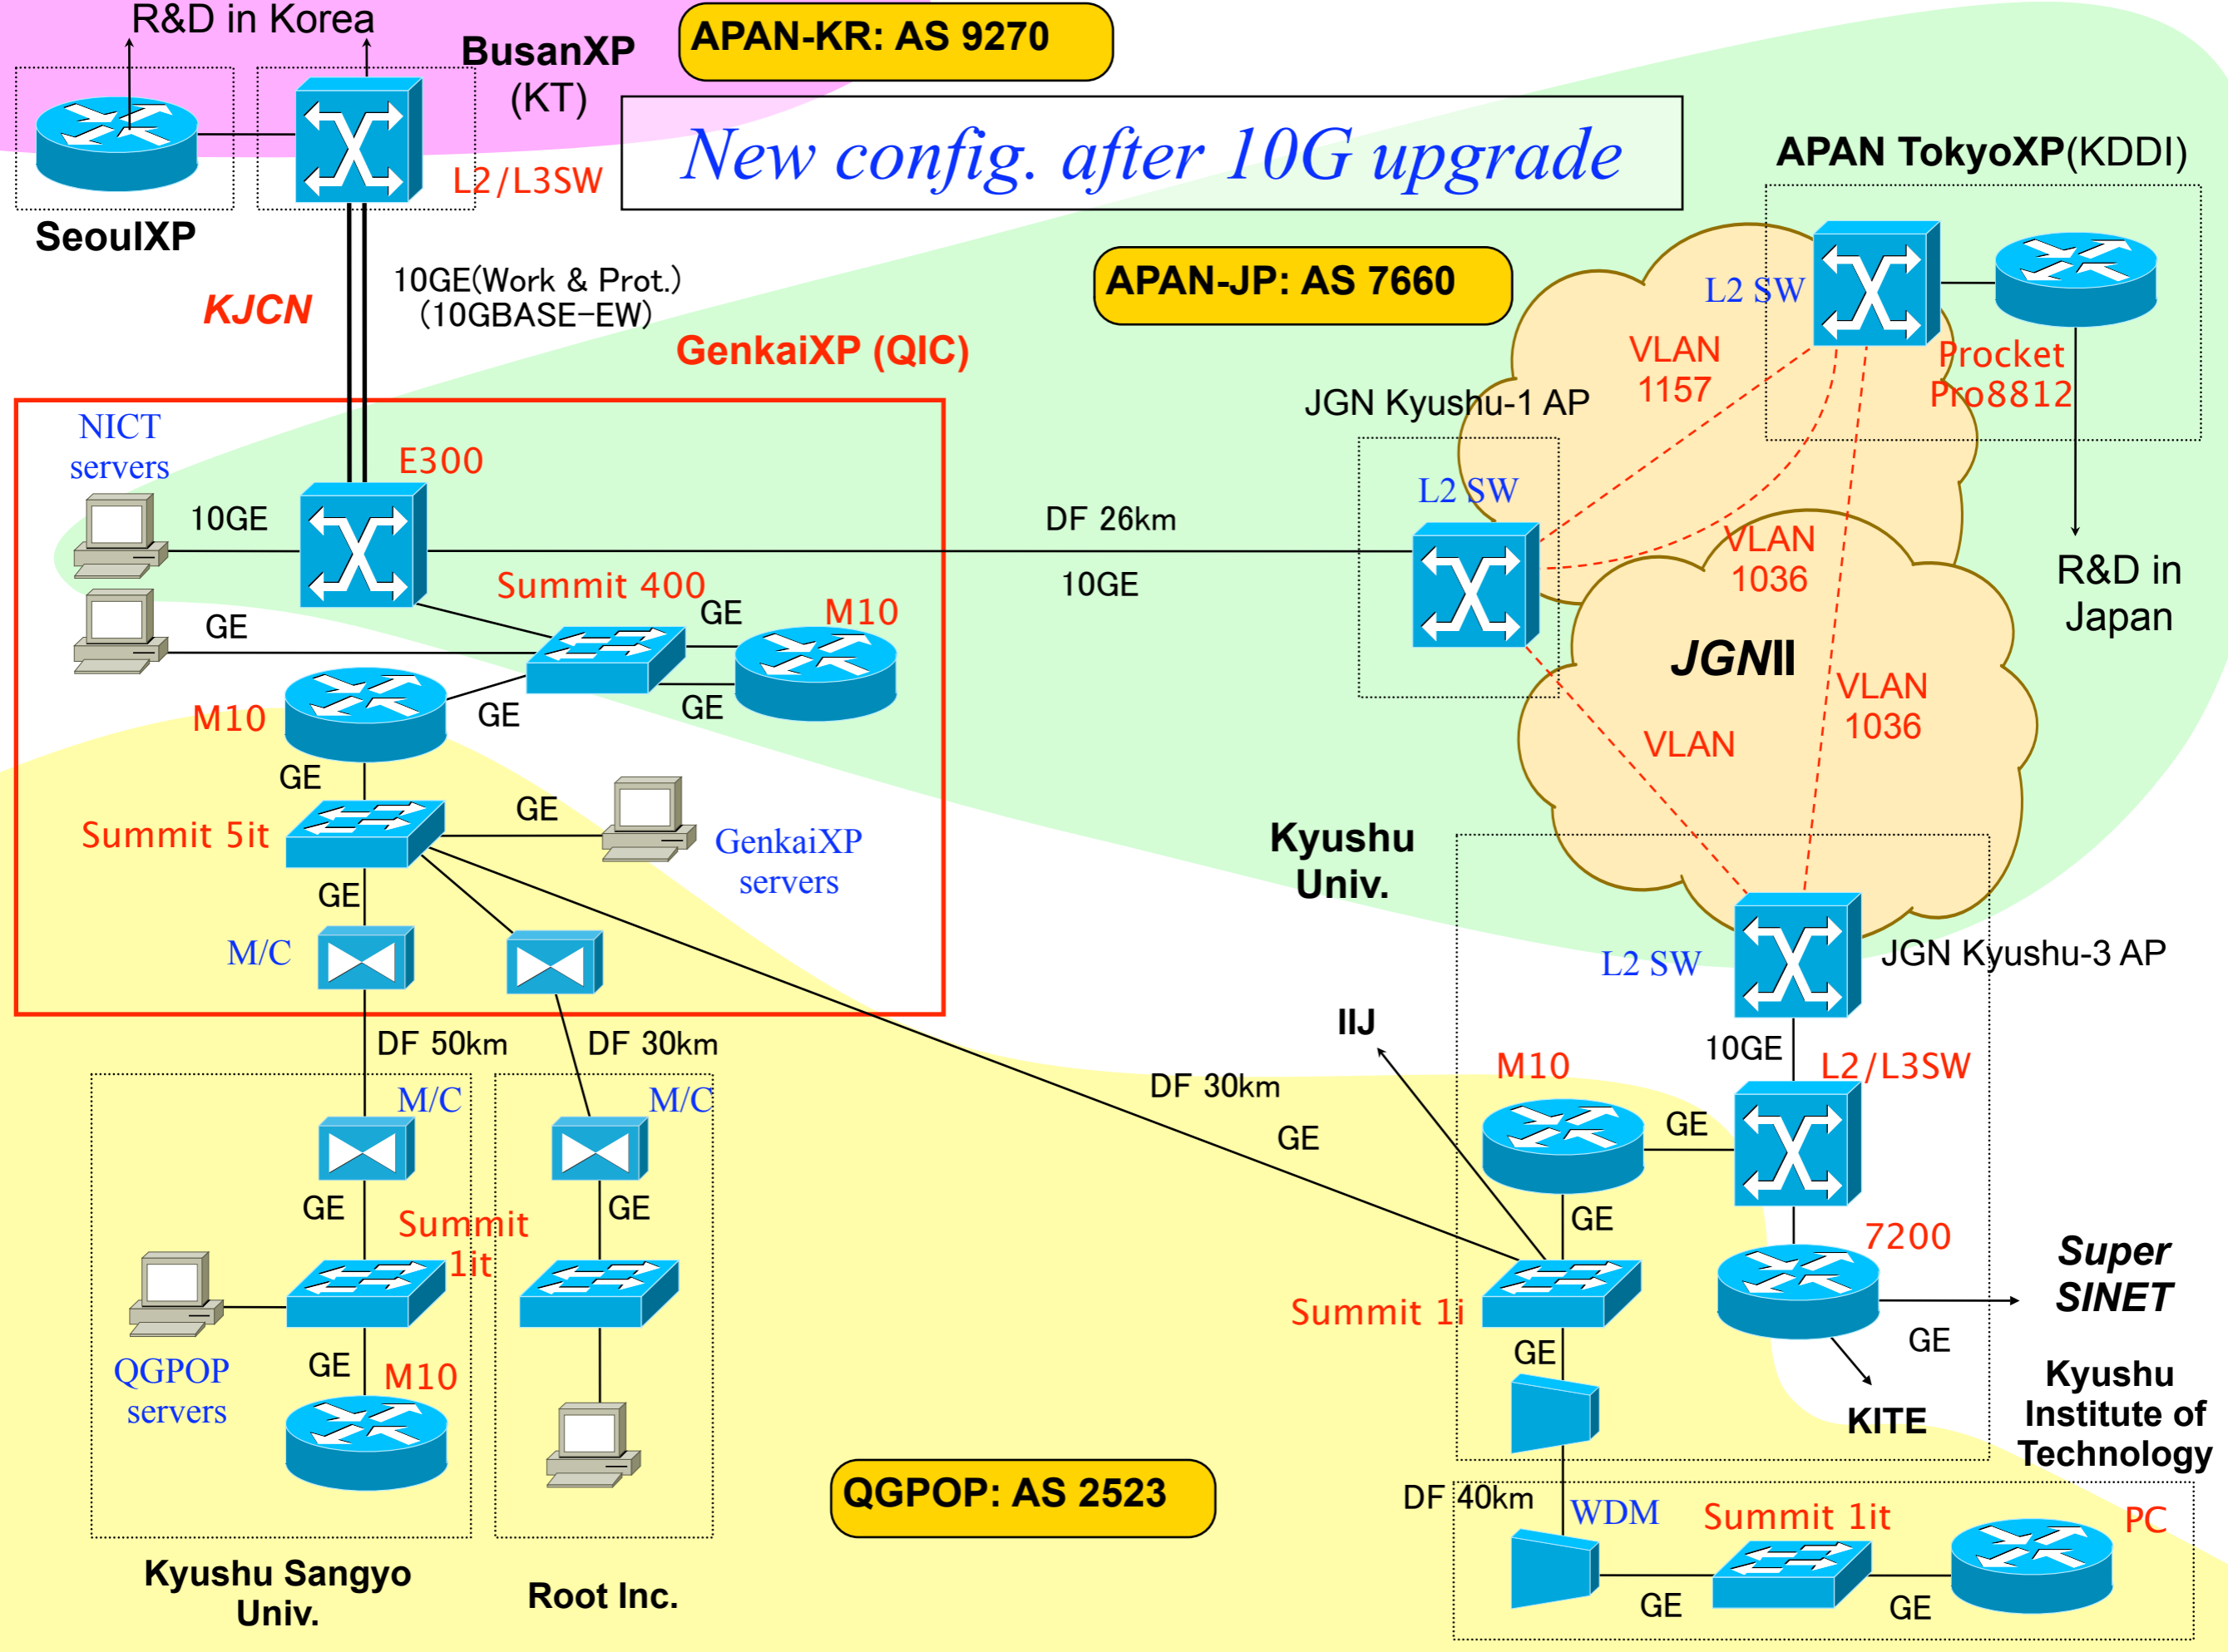 R&D in Korea
BusanXP
(KT)
APAN-KR: AS 9270
New config. after 10G upgrade
APAN TokyoXP(KDDI)
L2/L3SW
SeoulXP
KJCN
10GE(Work & Prot.)
(10GBASE-EW)
APAN-JP: AS 7660
L2 SW
VLAN
1157
Procket
Pro8812
GenkaiXP (QIC)
JGN Kyushu-1 AP
NICT
servers
E300
L2 SW
10GE
DF 26km
10GE
VLAN
1036
R&D in
Japan
Summit 400
GE
GE
M10
JGNII
M10
GE
GE
VLAN
1036
VLAN
GE
Summit 5it
GE
GenkaiXP
servers
Kyushu
Univ.
GE
M/C
L2 SW
JGN Kyushu-3 AP
IIJ
DF 50km
DF 30km
10GE
M10
L2/L3SW
DF 30km
GE
M/C
M/C
GE
GE
GE
GE
Summit
1it
7200
Super
SINET
Summit 1i
GE
GE
QGPOP
servers
GE
M10
KITE
Kyushu
Institute of
Technology
QGPOP: AS 2523
DF 40km
WDM
Summit 1it
PC
GE
GE
Kyushu Sangyo
Univ.
Root Inc.